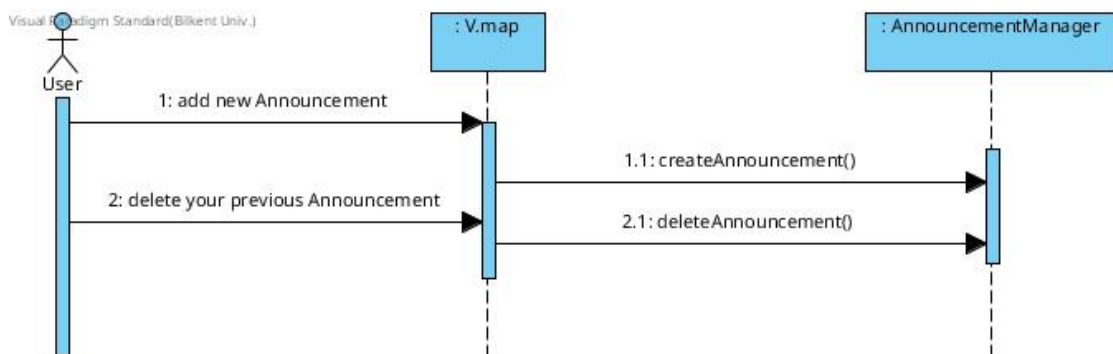 Visual Paradigm Standard(Bilkent Univ.)
: V.map
: AnnouncementManager
User
1: add new Announcement
1.1: createAnnouncement()
2: delete your previous Announcement
2.1: deleteAnnouncement()